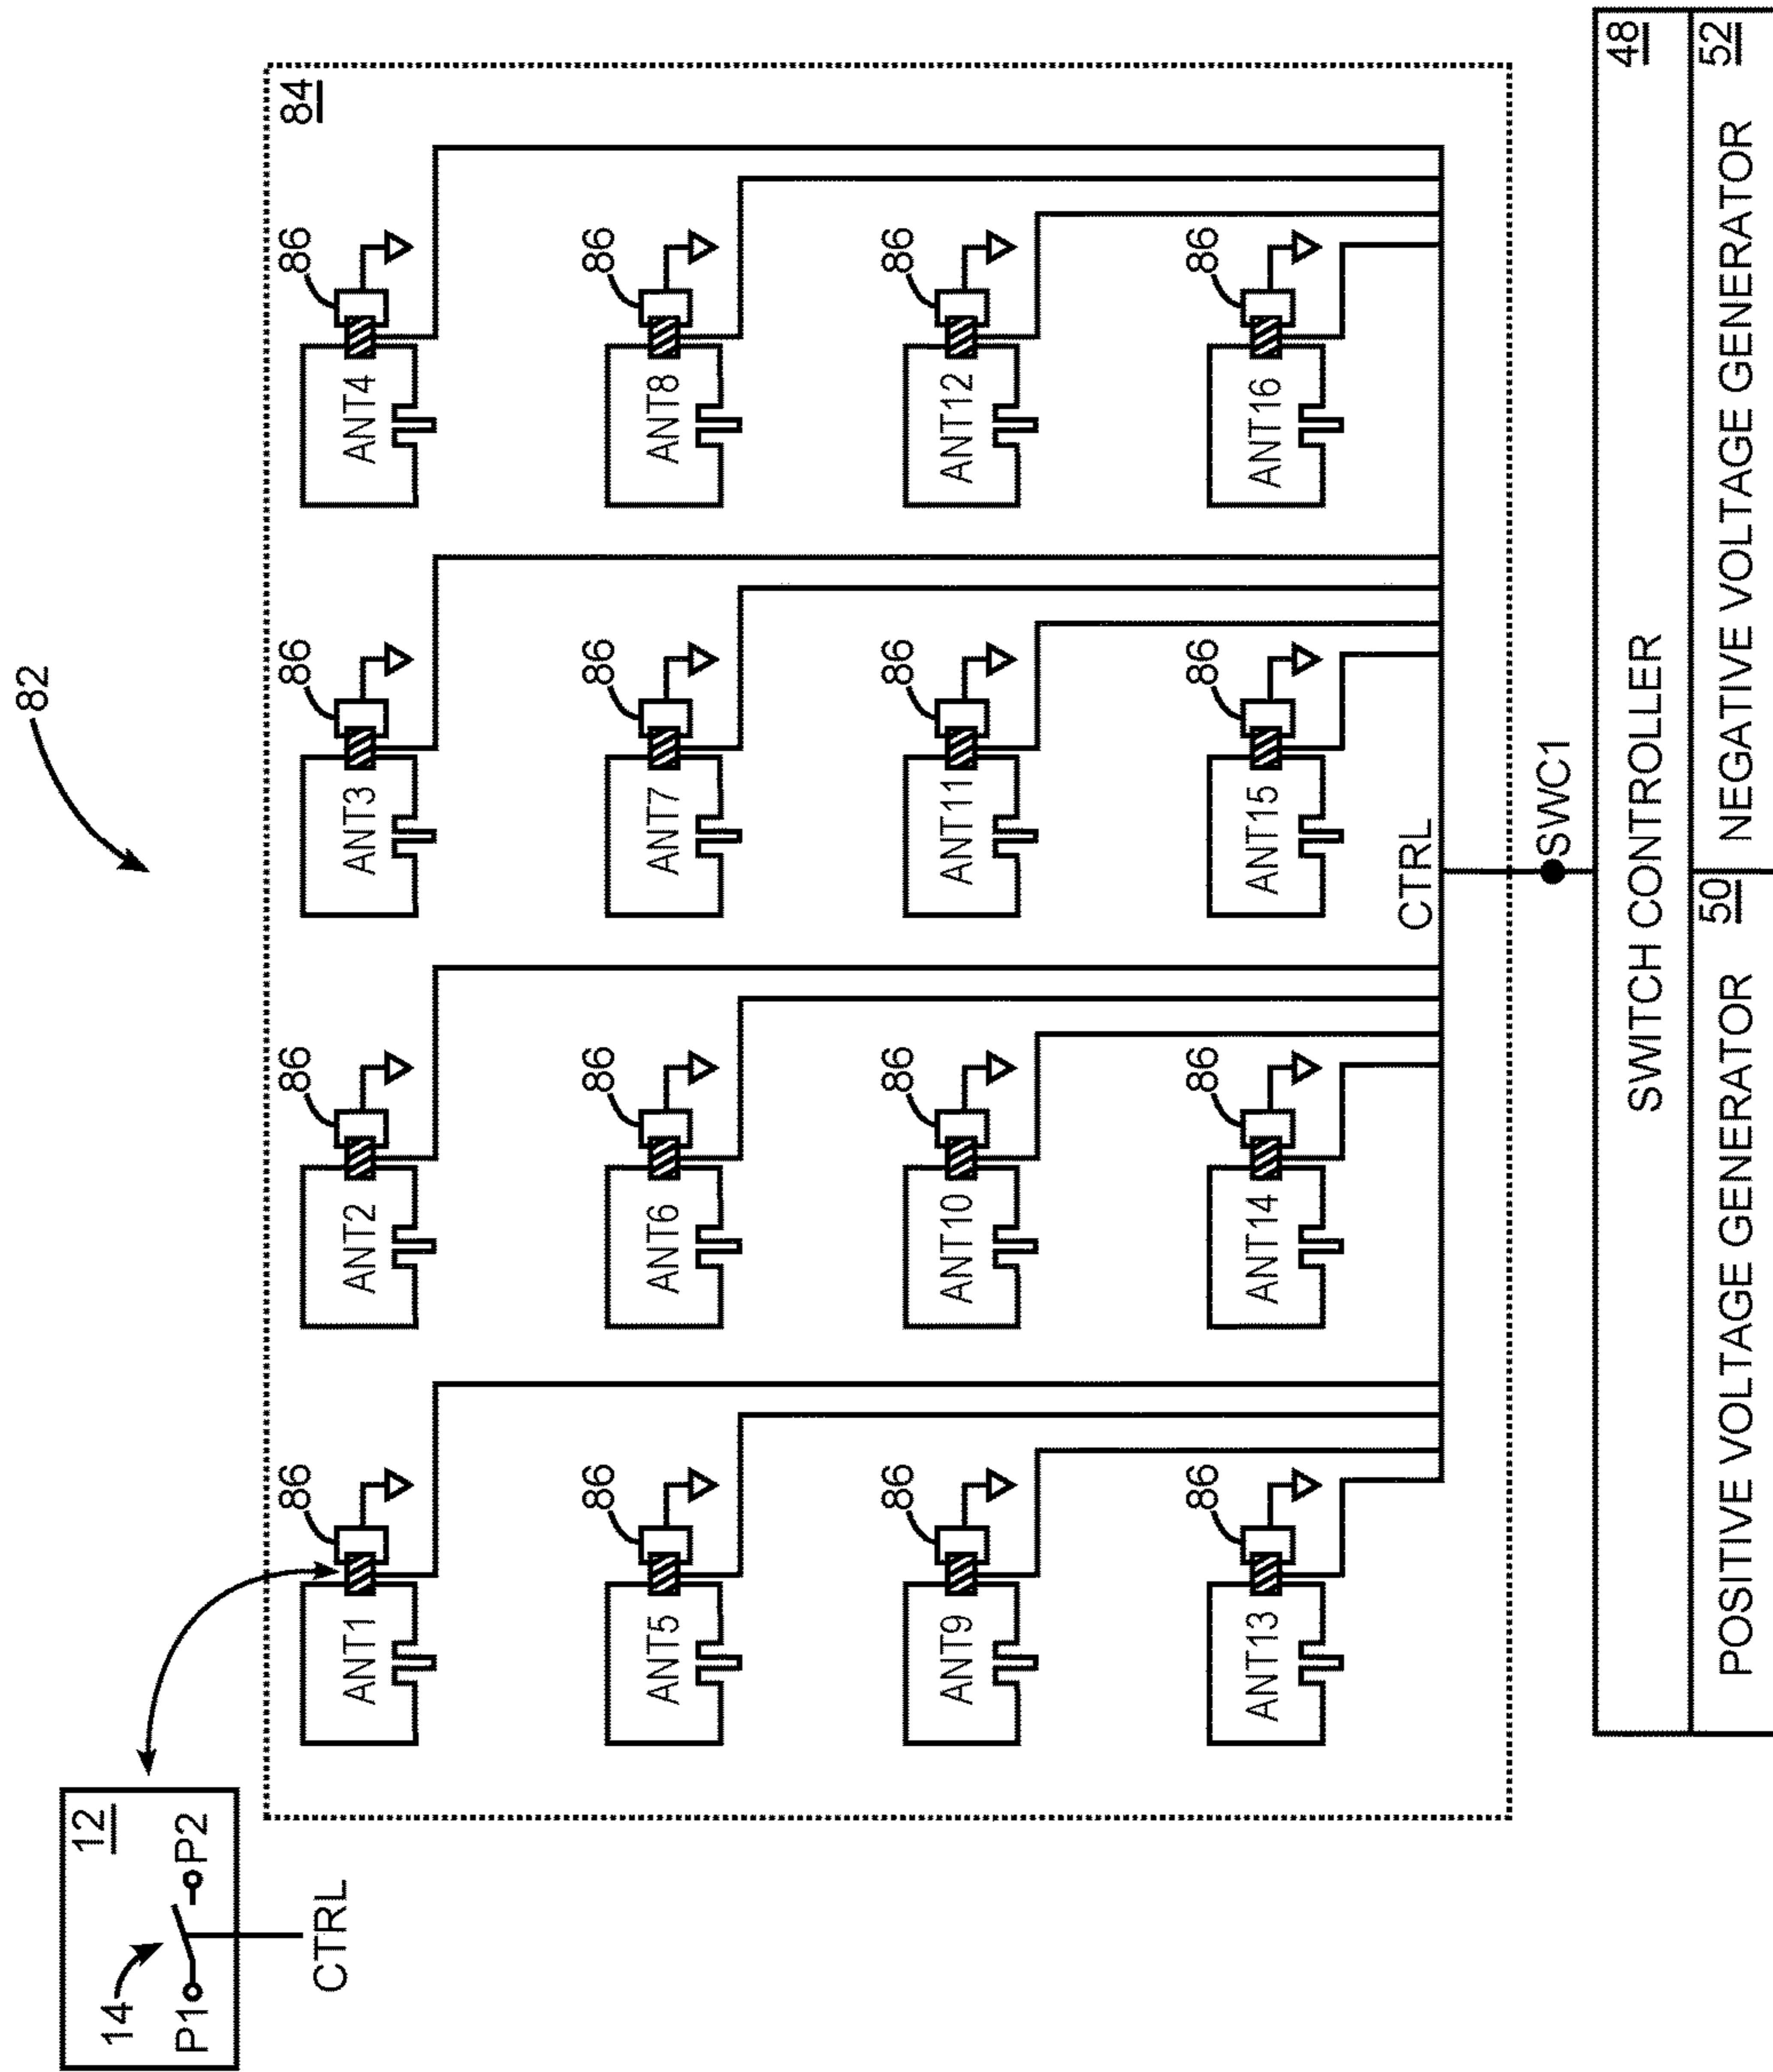 82
12
14
P1
P2
CTRL
84
86 86 86 86
ANT1 ANT2 ANT3 ANT4
86 86 86 86
ANT5 ANT6 ANT7 ANT8
86 86 86 86
ANT9 ANT10 ANT11 ANT12
86 86 86 86
ANT13 ANT14 ANT15 ANT16
CTRL
SWC1
SWITCH CONTROLLER 48
POSITIVE VOLTAGE GENERATOR 50 NEGATIVE VOLTAGE GENERATOR 52